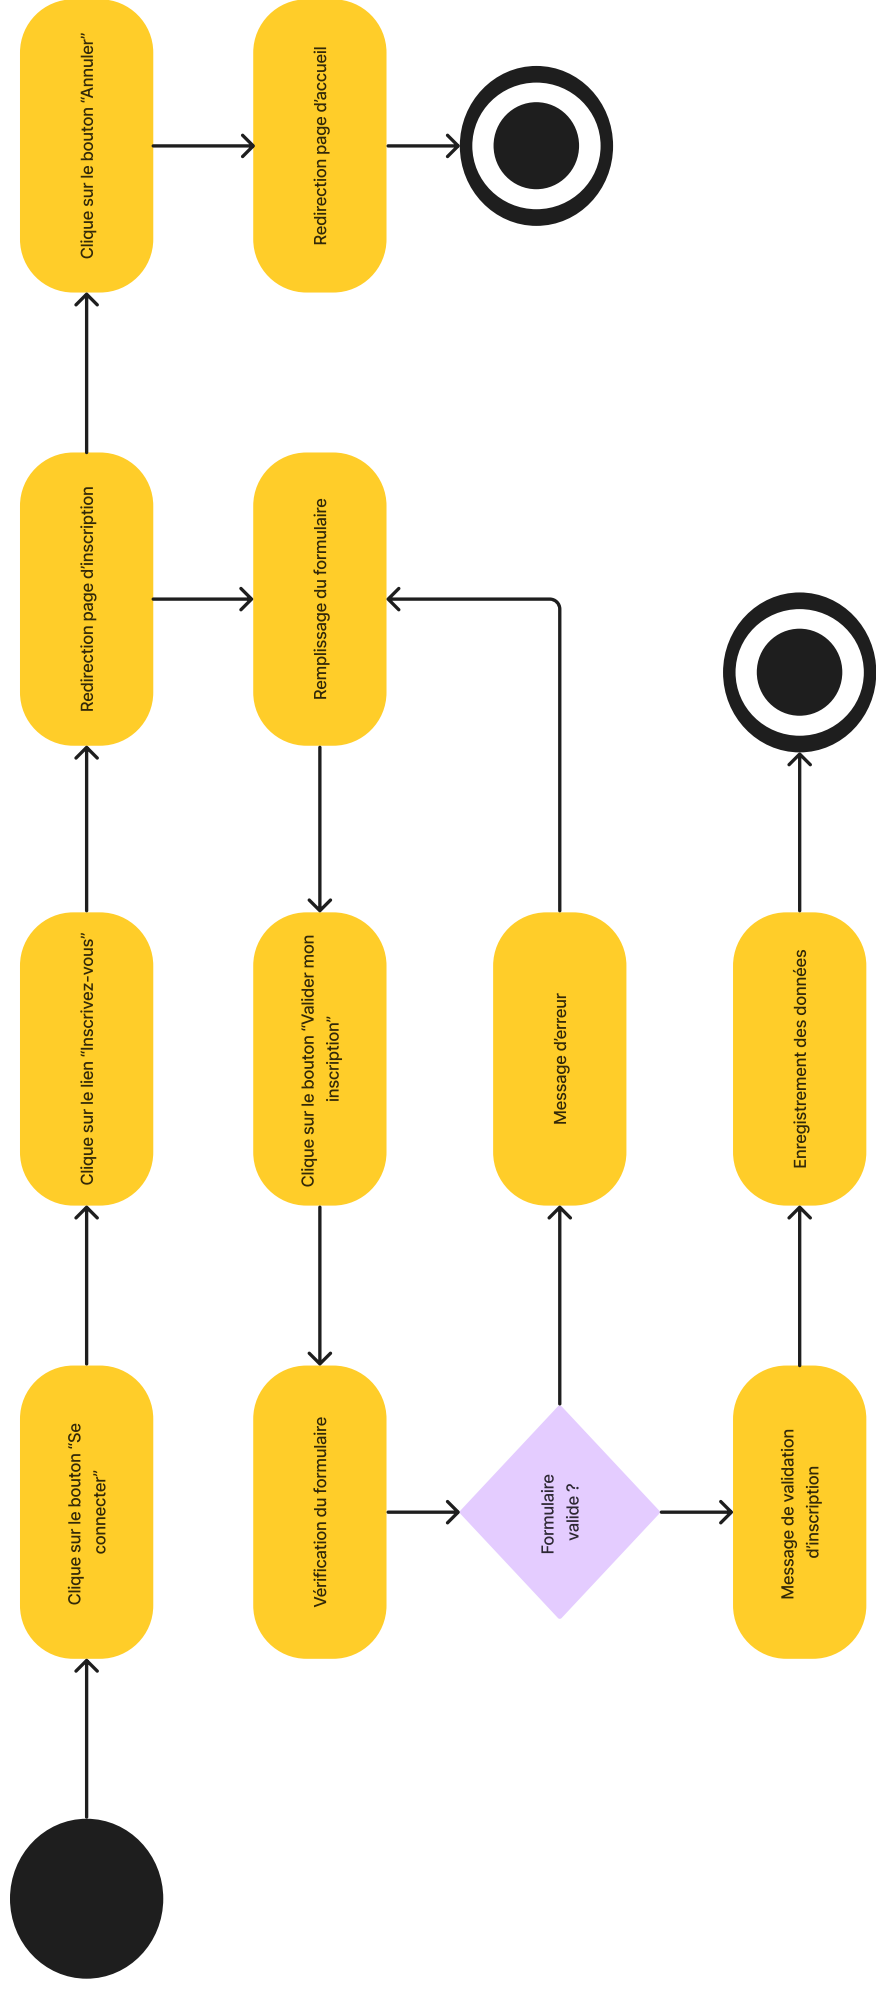 Clique sur le bouton “Se
connecter”
Clique sur le lien “Inscrivez-vous”
Redirection page d’inscription
Clique sur le bouton “Annuler”
Redirection page d’accueil
Remplissage du formulaire
Clique sur le bouton “Valider mon
inscription”
Vérification du formulaire
Formulaire
valide ?
Message d’erreur
Message de validation
d’inscription
Enregistrement des données